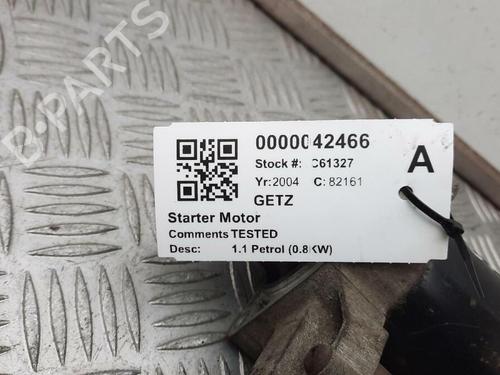 B-PARTS
0000042466
Stock #: C61327
Yr: 2004 C: 82161
GETZ
A
Starter Motor
Comments TESTED
Desc: 1.1 Petrol (0.8KW)